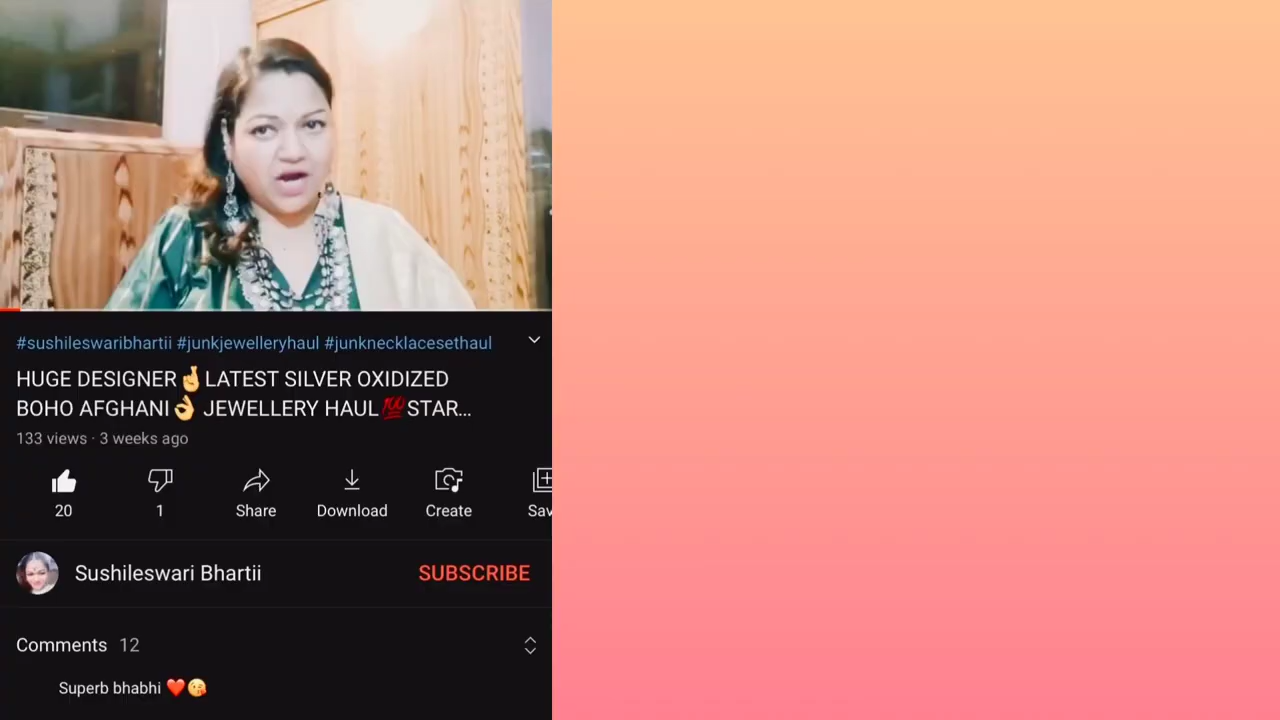 #sushileswaribhartii #junkjewelleryhaul #junknecklacesethaul
HUGE DESIGNER🤞LATEST SILVER OXIDIZED
BOHO AFGHANI👌 JEWELLERY HAUL💯STAR...
133 views · 3 weeks ago
20
1
Share
Download
Create
Sav
Sushileswari Bhartii
SUBSCRIBE
Comments 12
Superb bhabhi ❤️😘